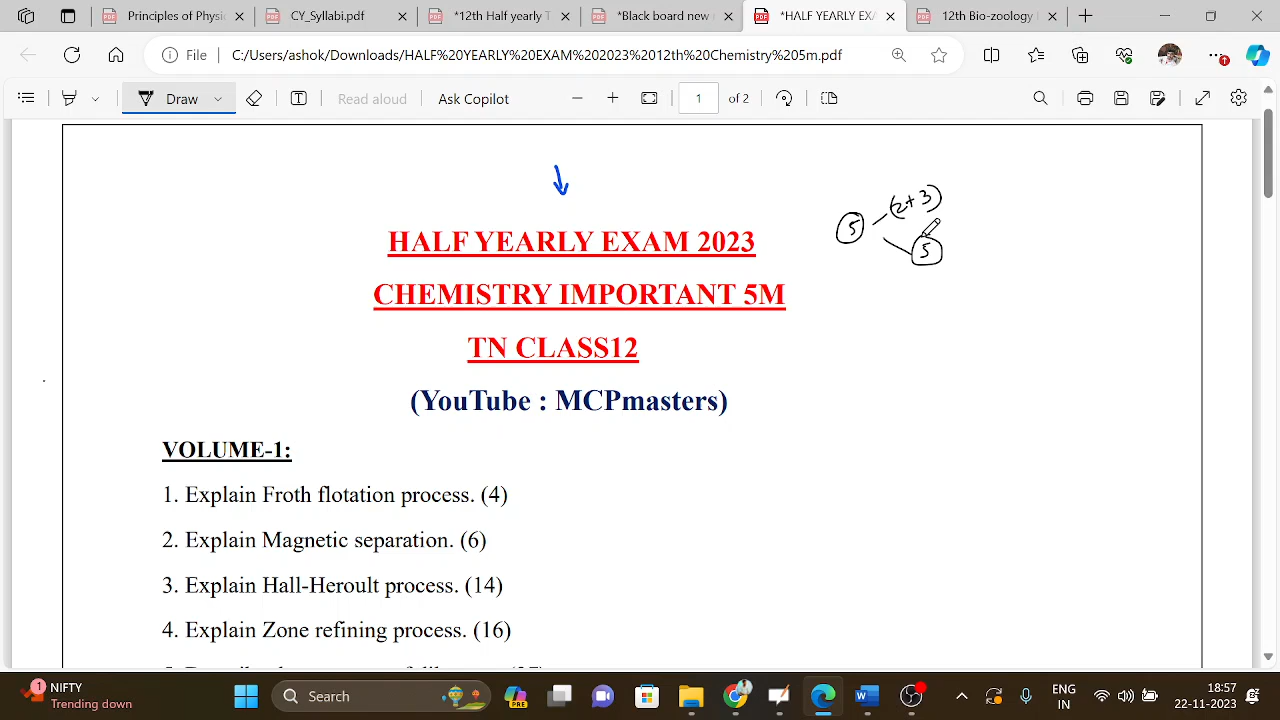 Principles of Physi
CY_Syllabl.pdf
*12th Half yearly T
*Black board new
*HALF YEARLY EXA
12th bio-zoology i
File
C:/Users/ashok/Downloads/HALF%20YEARLY%20EXAM%202023%2012th%20Chemistry%205m.pdf
Draw
Read aloud
Ask Copilot
1 of 2
5 (2+3)
5
HALF YEARLY EXAM 2023
CHEMISTRY IMPORTANT 5M
TN CLASS12
(YouTube : MCPmasters)
VOLUME-1:
1. Explain Froth flotation process. (4)
2. Explain Magnetic separation. (6)
3. Explain Hall-Heroult process. (14)
4. Explain Zone refining process. (16)
1
NIFTY
Trending down
Search
PRE
ENG
IN
18:57
22-11-2023